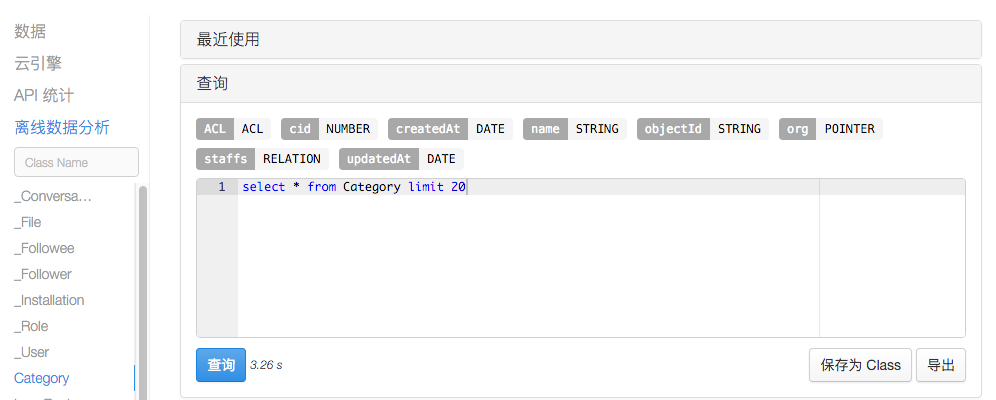 数据
云引擎
API 统计
离线数据分析
Class Name
_Conversa...
_File
_Followee
_Follower
_Installation
_Role
_User
Category
最近使用
查询
ACL ACL cid NUMBER createdAt DATE name STRING objectId STRING org POINTER
staffs RELATION updatedAt DATE
1 select * from Category limit 20
查询 3.26 s 保存为 Class 导出